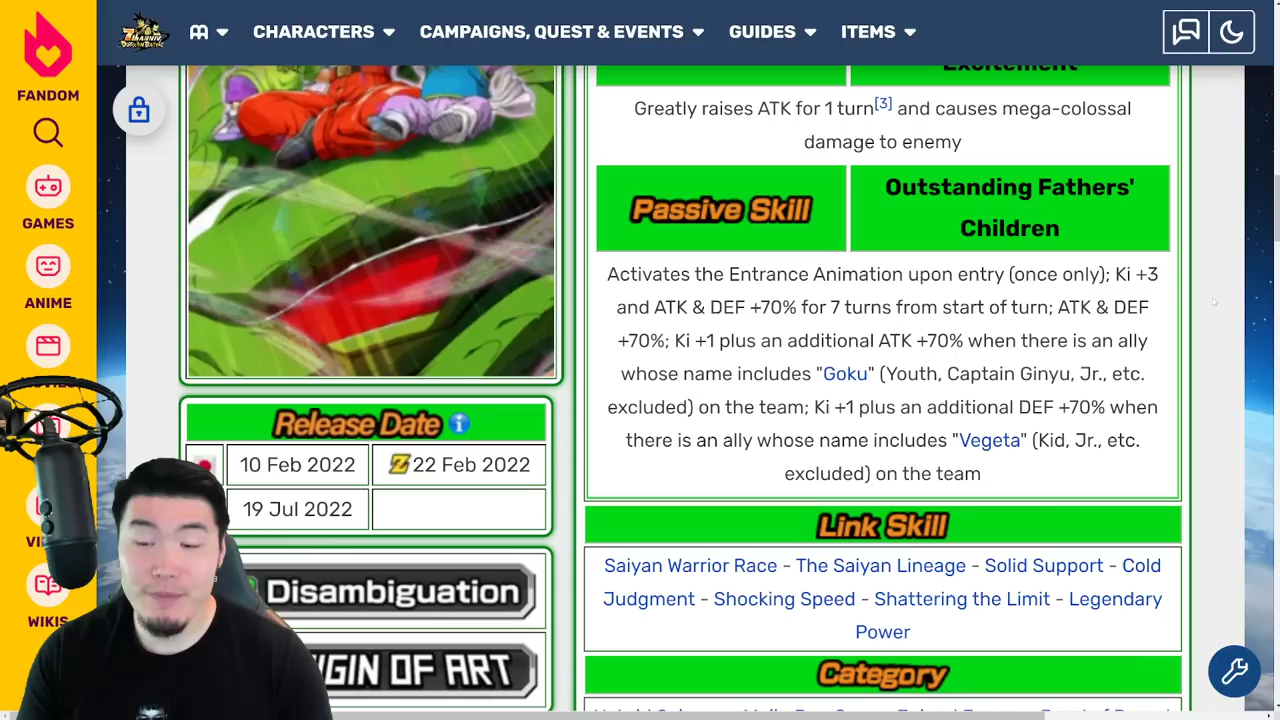 CHARACTERS
CAMPAIGNS, QUEST & EVENTS
GUIDES
ITEMS
FANDOM
GAMES
ANIME
WIKIS
Excitement
Greatly raises ATK for 1 turn[3] and causes mega-colossal
damage to enemy
Passive Skill
Outstanding Fathers'
Children
Activates the Entrance Animation upon entry (once only); Ki +3
and ATK & DEF +70% for 7 turns from start of turn; ATK & DEF
+70%; Ki +1 plus an additional ATK +70% when there is an ally
whose name includes "Goku" (Youth, Captain Ginyu, Jr., etc.
excluded) on the team; Ki +1 plus an additional DEF +70% when
there is an ally whose name includes "Vegeta" (Kid, Jr., etc.
excluded) on the team
Release Date
10 Feb 2022
Z 22 Feb 2022
19 Jul 2022
Disambiguation
IGIN OF ART
Link Skill
Saiyan Warrior Race - The Saiyan Lineage - Solid Support - Cold
Judgment - Shocking Speed - Shattering the Limit - Legendary
Power
Category